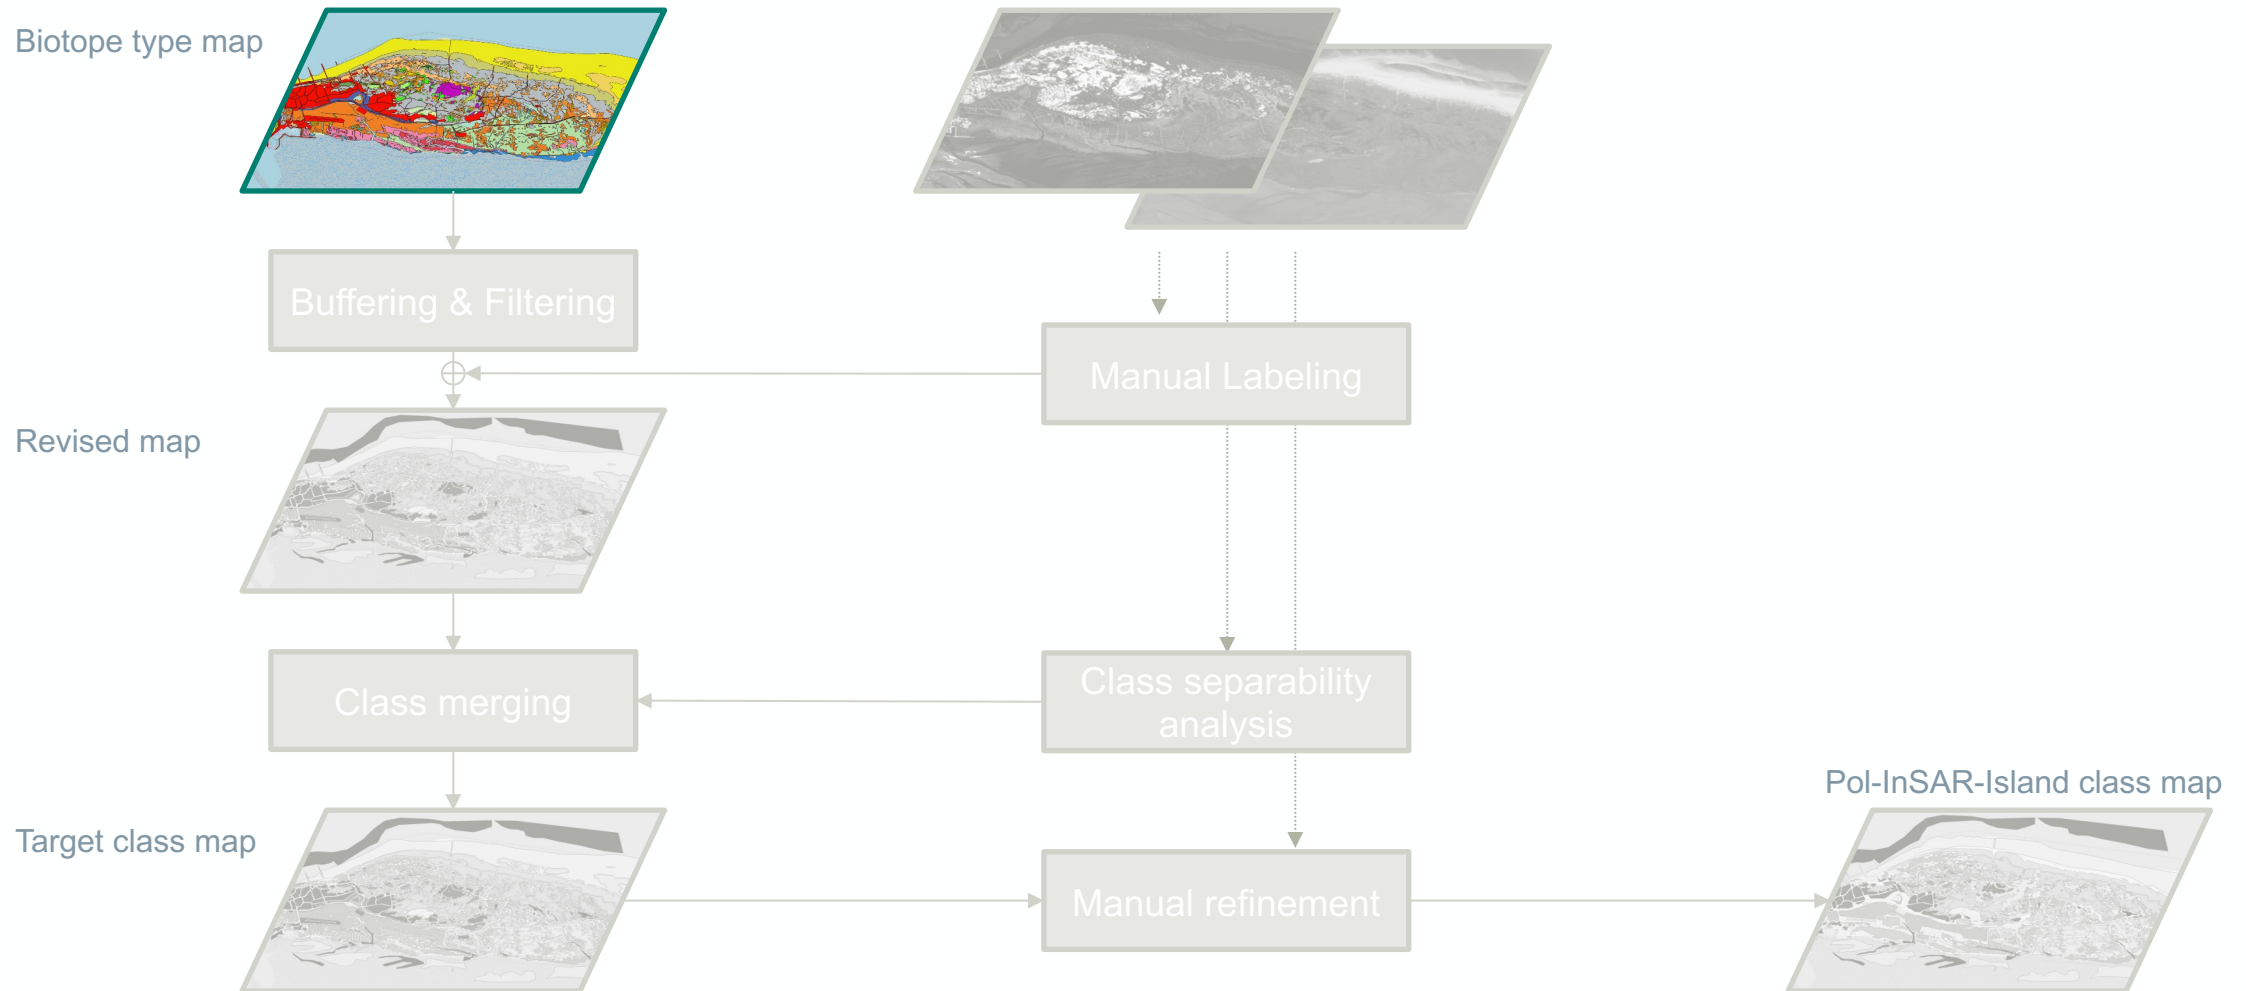 Biotope type map
Buffering & Filtering
Manual Labeling
Revised map
Class merging
Class separability
analysis
Pol-InSAR-Island class map
Target class map
Manual refinement